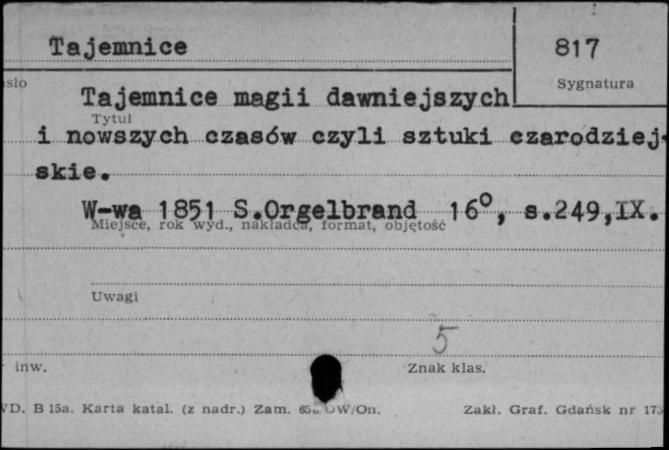 Tajemnice
817
Sygnatura
Tajemnice magii dawniejszych
Tytuł
i nowszych czasów czyli sztuki czarodziej-
skie.
W-wa 1851 S.Orgelbrand 16°, s.249,IX.
Miejsce, rok wyd., nakładca, format, objętość
Uwagi
5
inw.
Znak klas.
B 15a. Karta katal. (z nadr.) Zam. W/On.
Zakł. Graf. Gdańsk nr